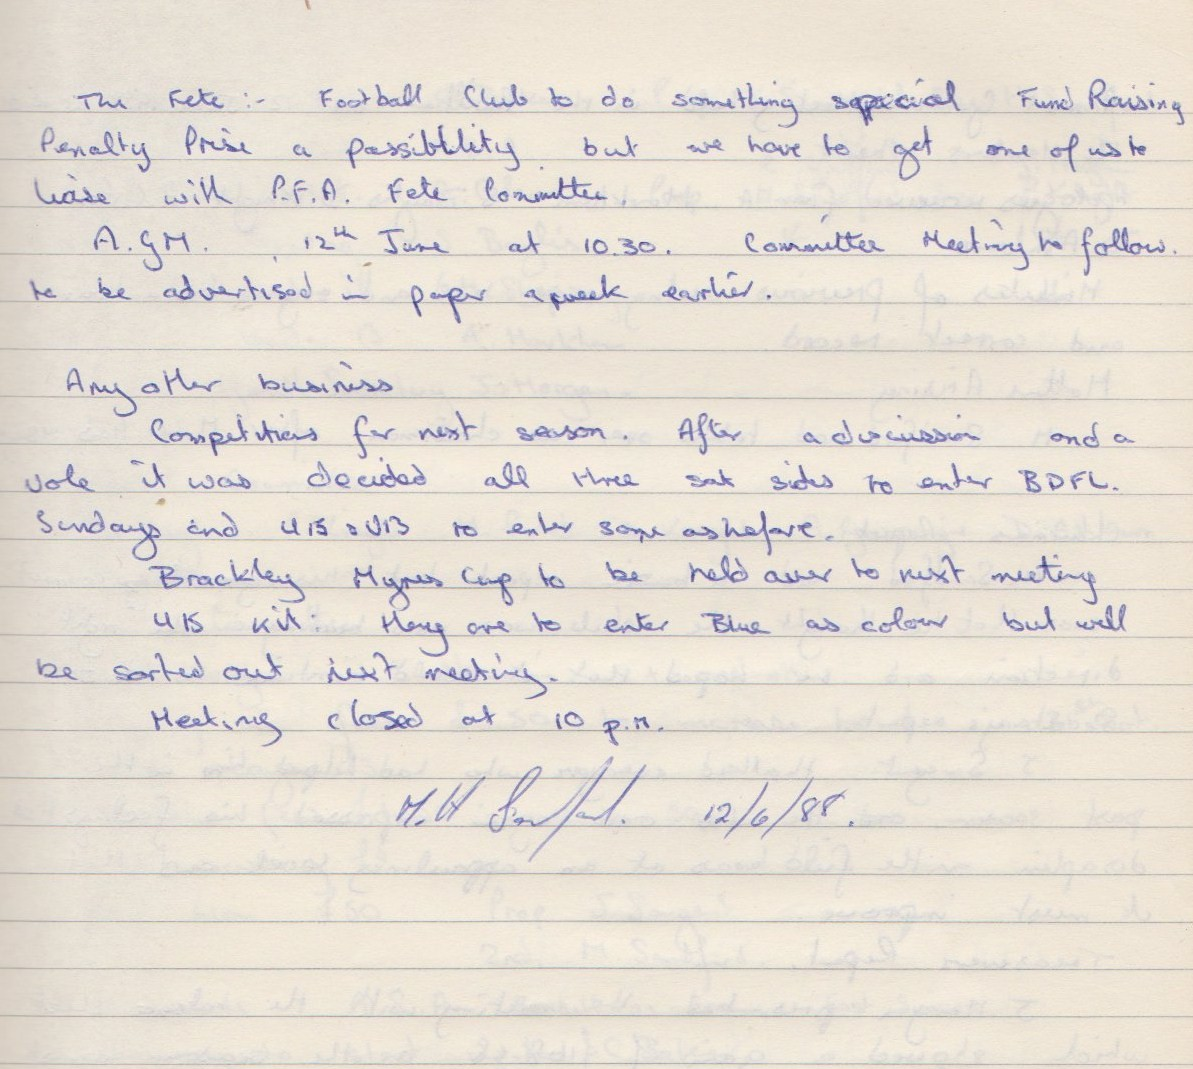 The Fete :- Football Club to do something special Fund Raising
Penalty Prise a possibblity but we have to get one of us to
liaise with P.F.A. Fete Committee
A.G.M. 12th June at 10.30. Committee Meeting to follow.
to be advertised in paper a week earlier.
Any other business
Competitions for next season. After a discussion and a
vote it was decided all three sat sides to enter BDFL.
Sundays and U15 & U13 to enter same as before.
Brackley Cup to be held over to next meeting
U15 Kit: they are to enter Blue as colour but will
be sorted out next meeting.
Meeting closed at 10 p.m.
M.H 12/6/88.